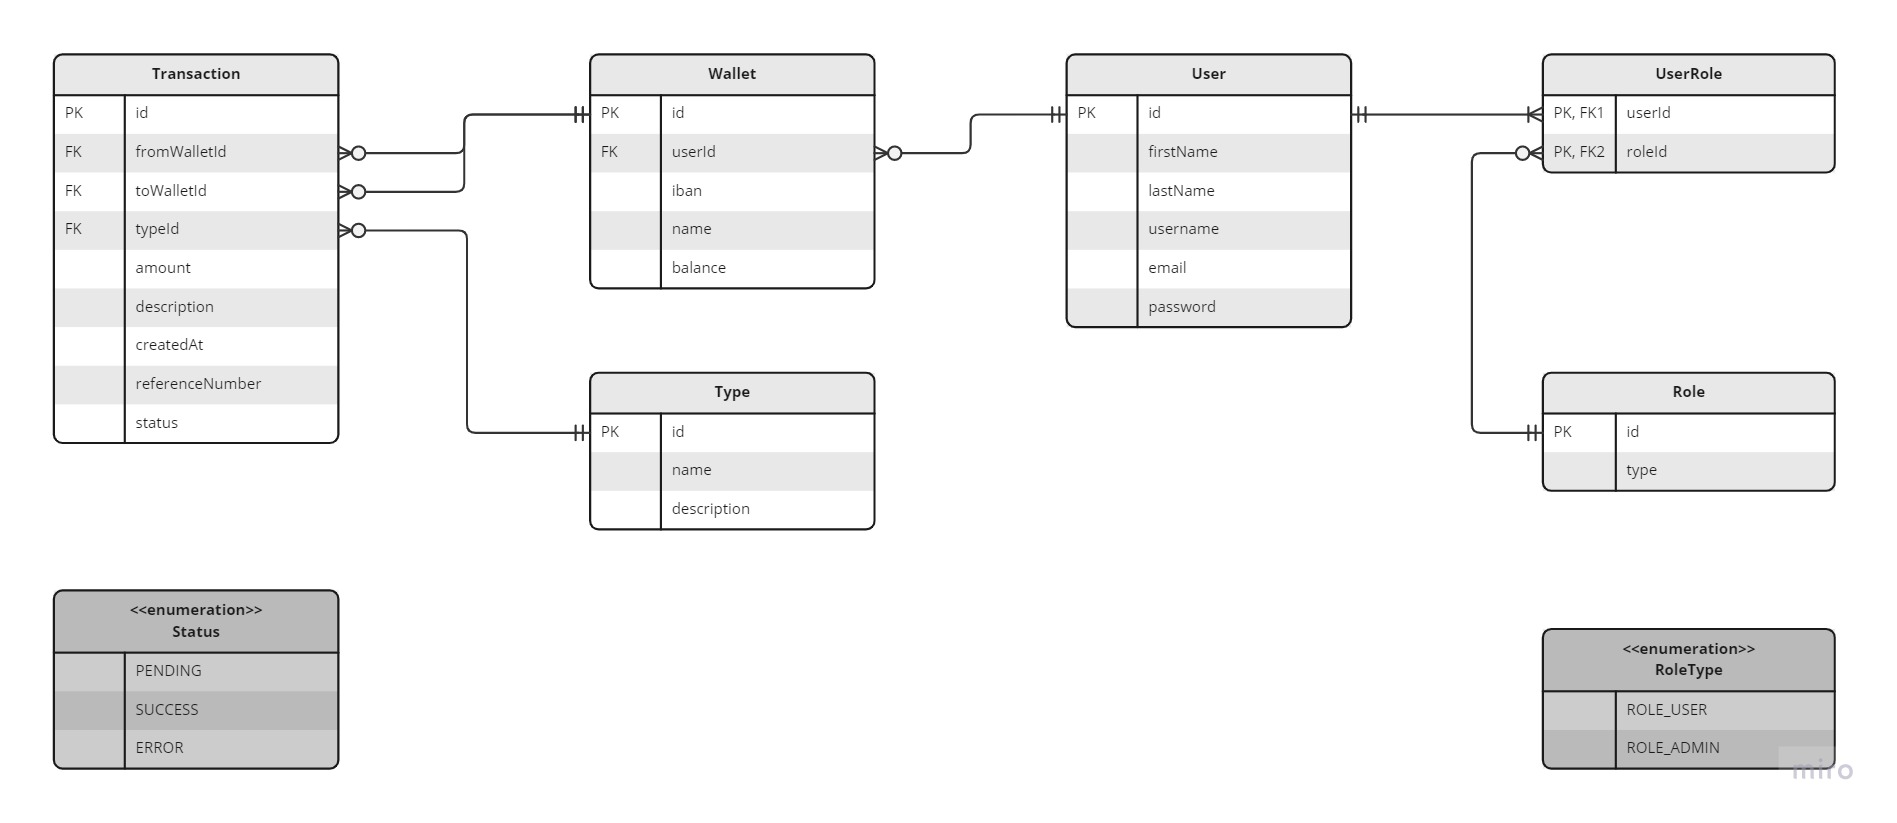 Transaction
PK id
FK fromWalletId
FK toWalletId
FK typeId
amount
description
createdAt
referenceNumber
status
Wallet
PK id
FK userId
iban
name
balance
User
PK id
firstName
lastName
username
email
password
UserRole
PK, FK1 userId
PK, FK2 roleId
Type
PK id
name
description
Role
PK id
type
<<enumeration>>
Status
PENDING
SUCCESS
ERROR
<<enumeration>>
RoleType
ROLE_USER
ROLE_ADMIN
miro